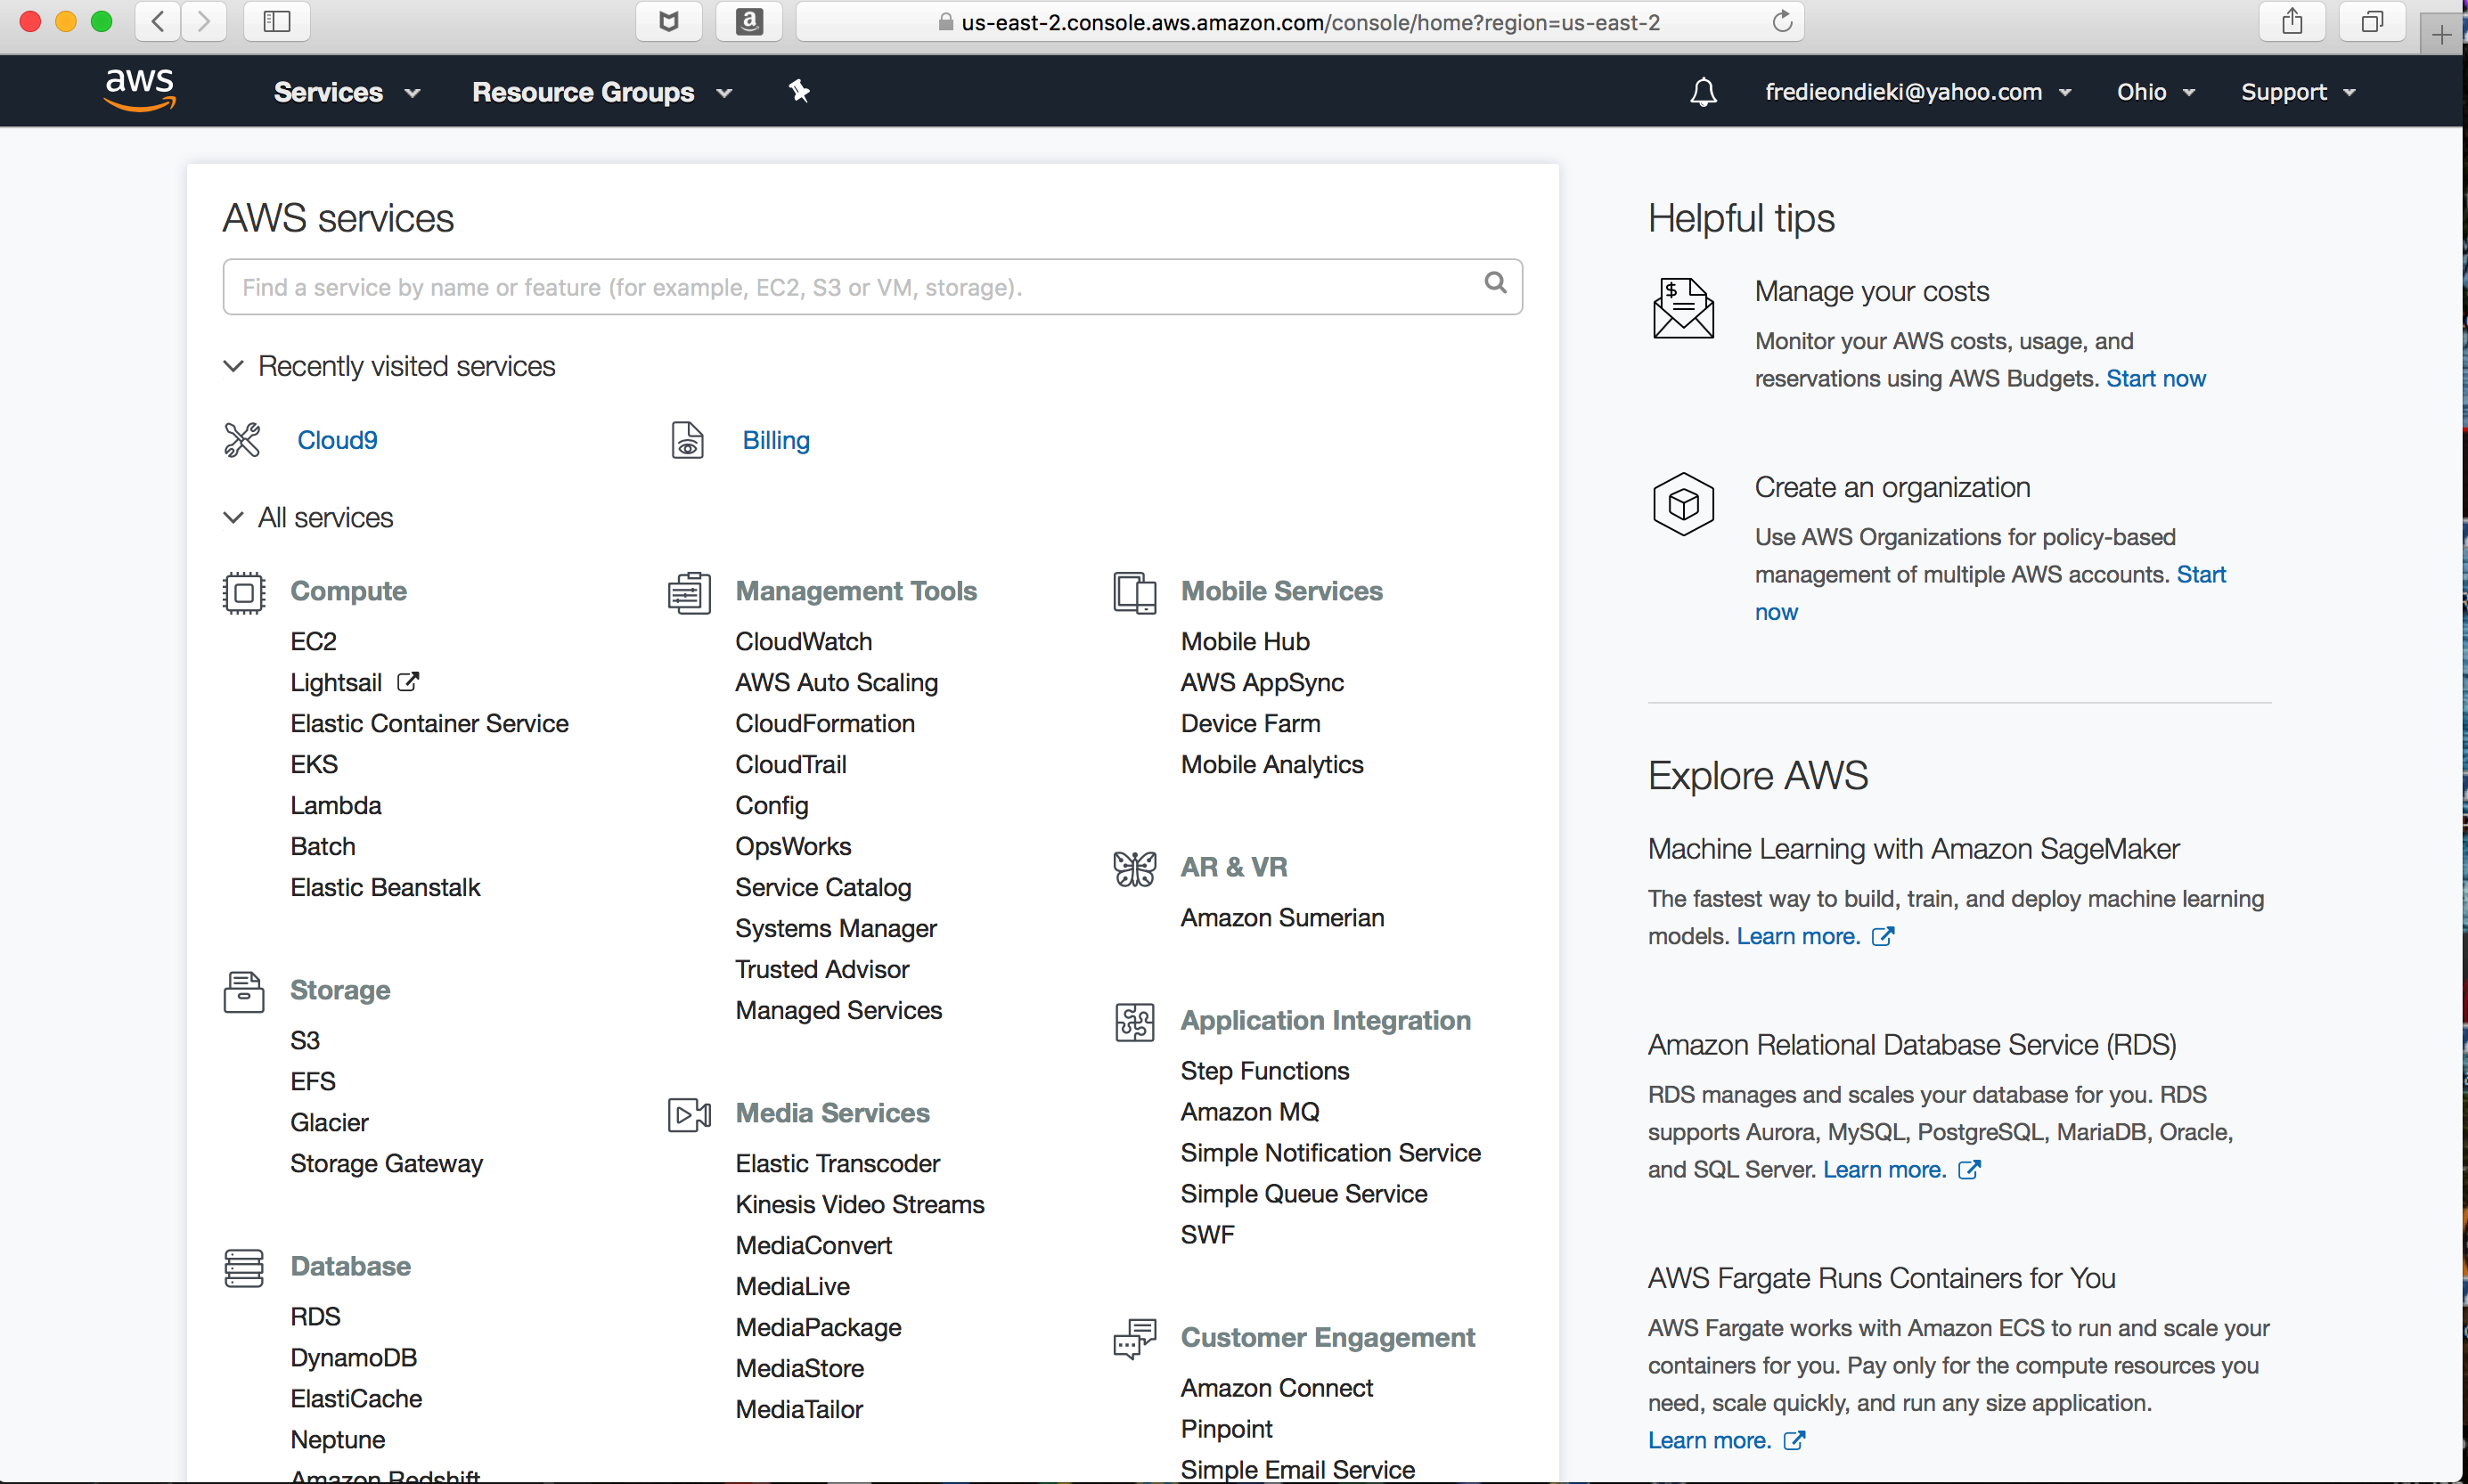 us-east-2.console.aws.amazon.com/console/home?region=us-east-2
aws
Services
Resource Groups
fredieondieki@yahoo.com
Ohio
Support
AWS services
Find a service by name or feature (for example, EC2, S3 or VM, storage).
Recently visited services
Cloud9
Billing
All services
Compute
EC2
Lightsail
Elastic Container Service
EKS
Lambda
Batch
Elastic Beanstalk
Storage
S3
EFS
Glacier
Storage Gateway
Database
RDS
DynamoDB
ElastiCache
Neptune
Amazon Redshift
Management Tools
CloudWatch
AWS Auto Scaling
CloudFormation
CloudTrail
Config
OpsWorks
Service Catalog
Systems Manager
Trusted Advisor
Managed Services
Media Services
Elastic Transcoder
Kinesis Video Streams
MediaConvert
MediaLive
MediaPackage
MediaStore
MediaTailor
Mobile Services
Mobile Hub
AWS AppSync
Device Farm
Mobile Analytics
AR & VR
Amazon Sumerian
Application Integration
Step Functions
Amazon MQ
Simple Notification Service
Simple Queue Service
SWF
Customer Engagement
Amazon Connect
Pinpoint
Simple Email Service
Helpful tips
Manage your costs
Monitor your AWS costs, usage, and
reservations using AWS Budgets. Start now
Create an organization
Use AWS Organizations for policy-based
management of multiple AWS accounts. Start
now
Explore AWS
Machine Learning with Amazon SageMaker
The fastest way to build, train, and deploy machine learning
models. Learn more.
Amazon Relational Database Service (RDS)
RDS manages and scales your database for you. RDS
supports Aurora, MySQL, PostgreSQL, MariaDB, Oracle,
and SQL Server. Learn more.
AWS Fargate Runs Containers for You
AWS Fargate works with Amazon ECS to run and scale your
containers for you. Pay only for the compute resources you
need, scale quickly, and run any size application.
Learn more.